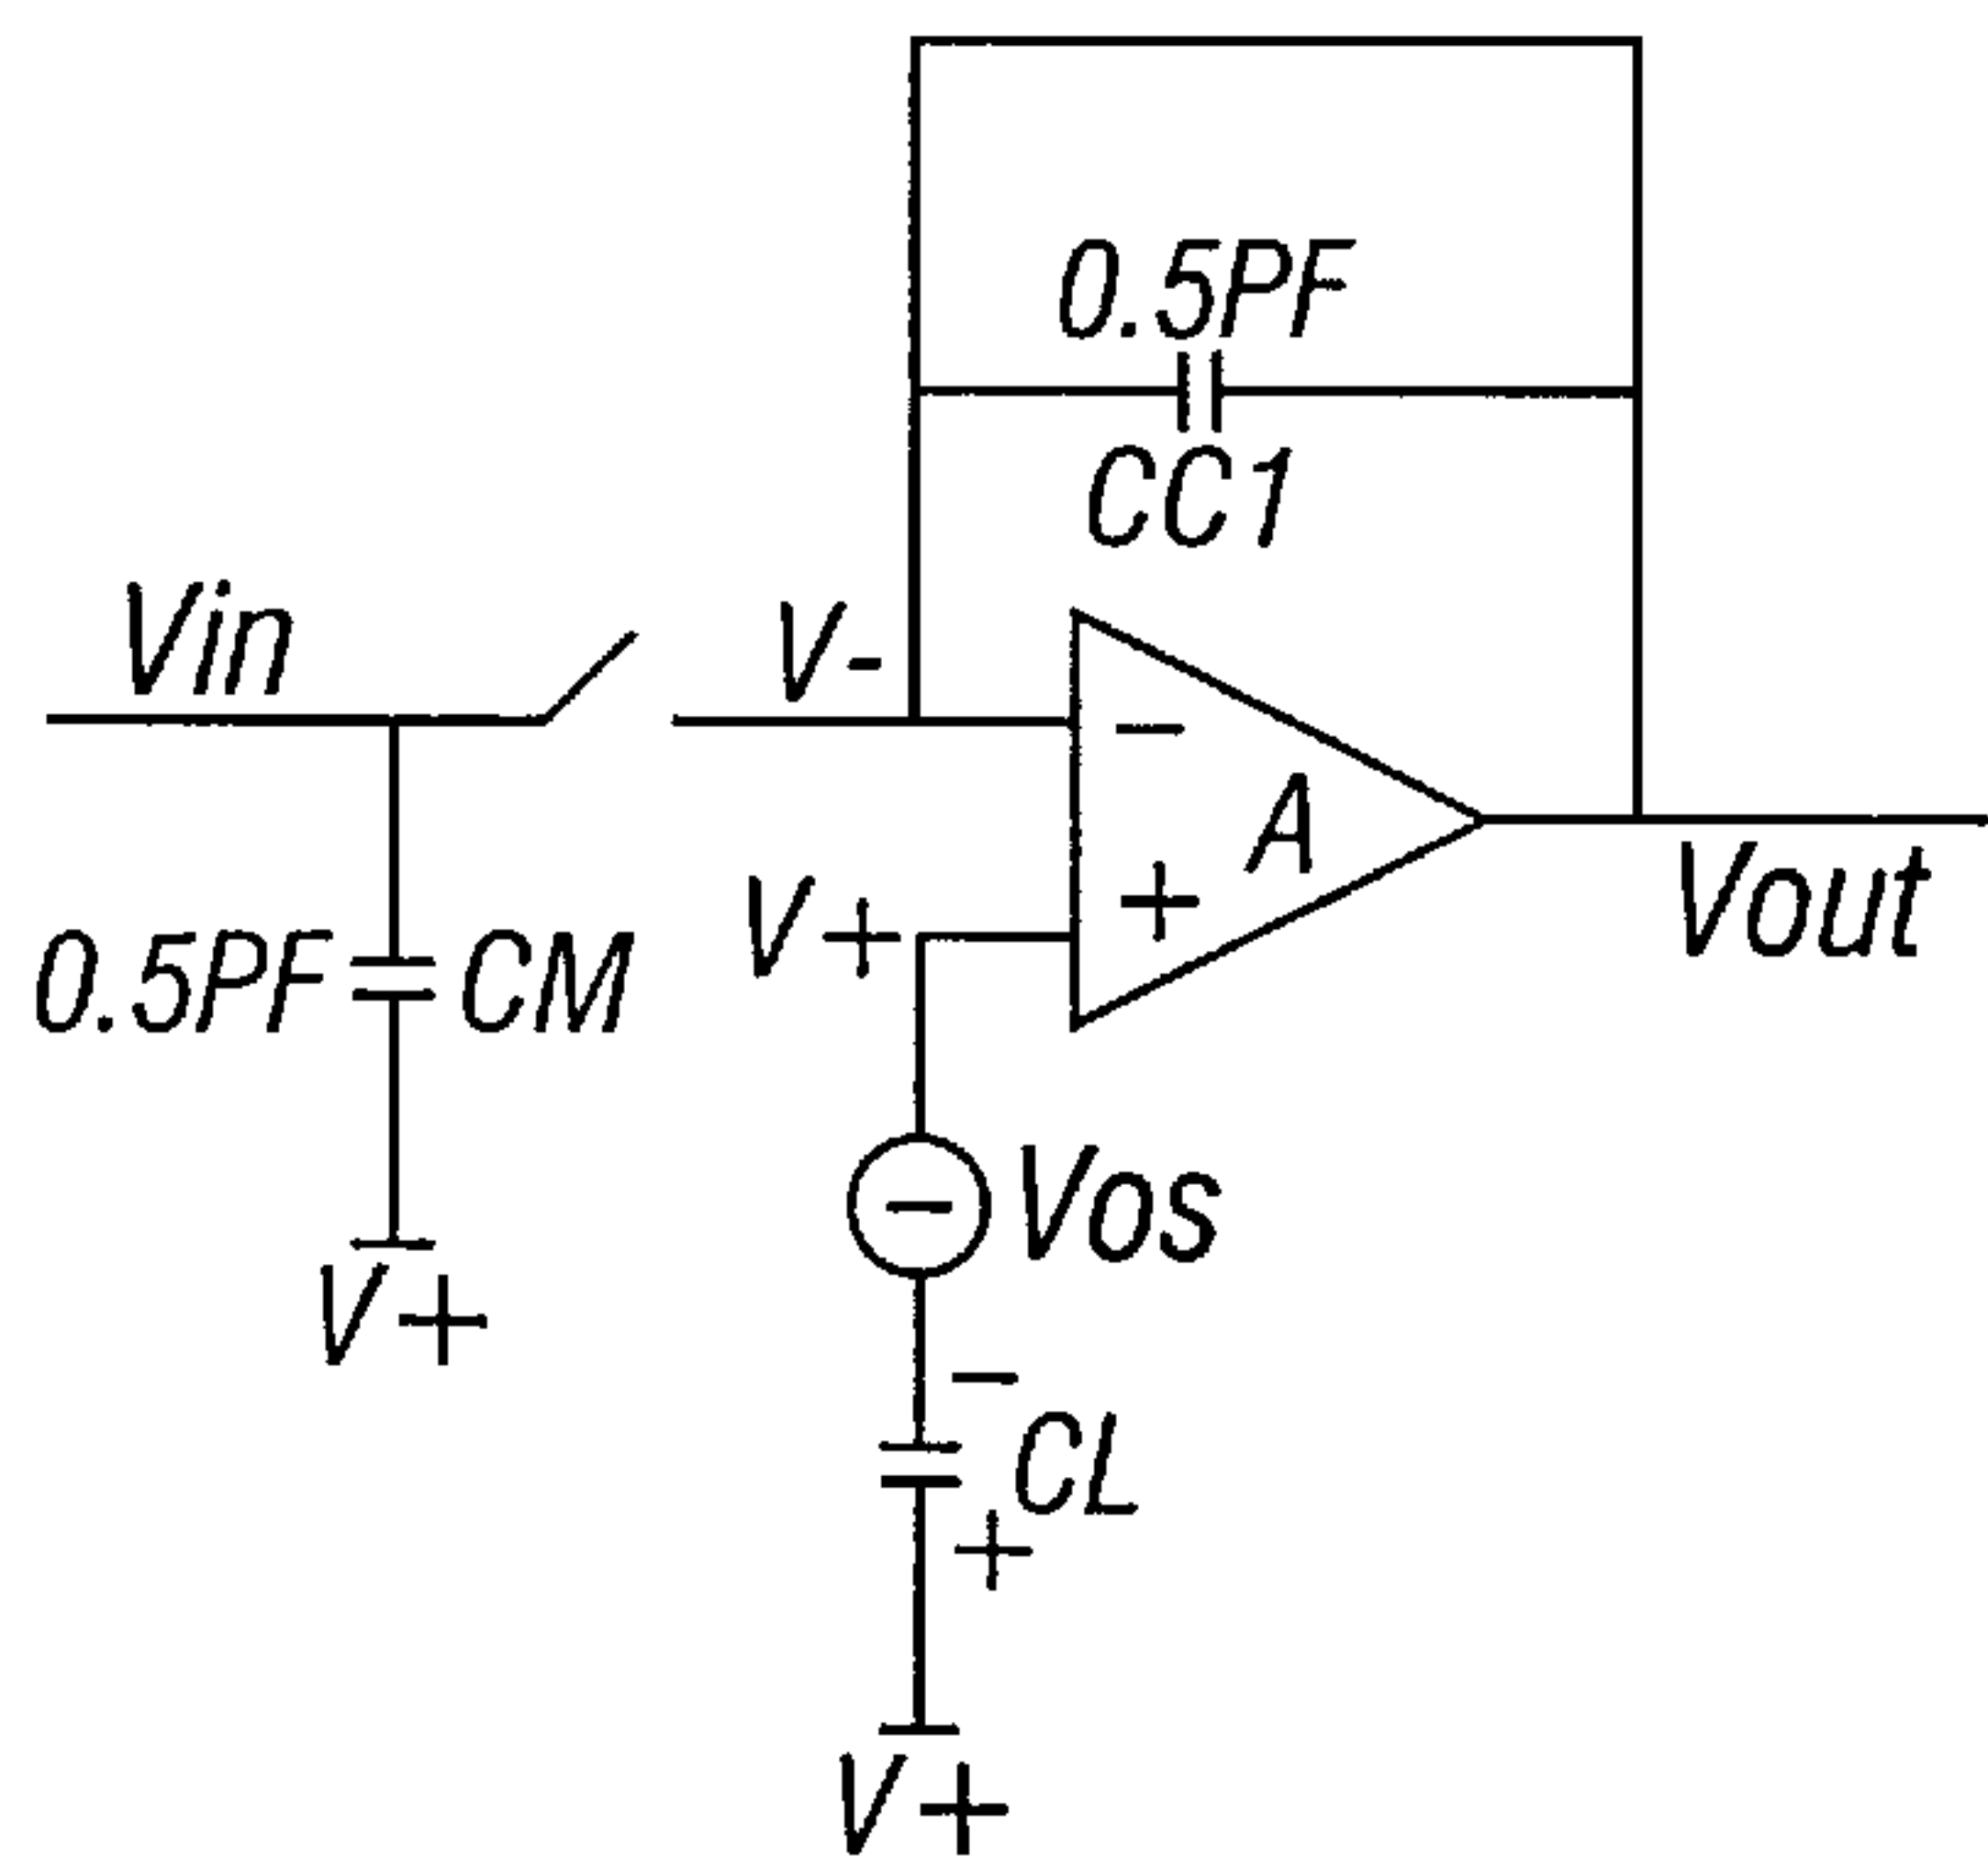 0.5PF
CC1
Vin
V-
-
A
V+
+
Vout
0.5PF
CM
-
Vos
V+
-
CL
+
V+